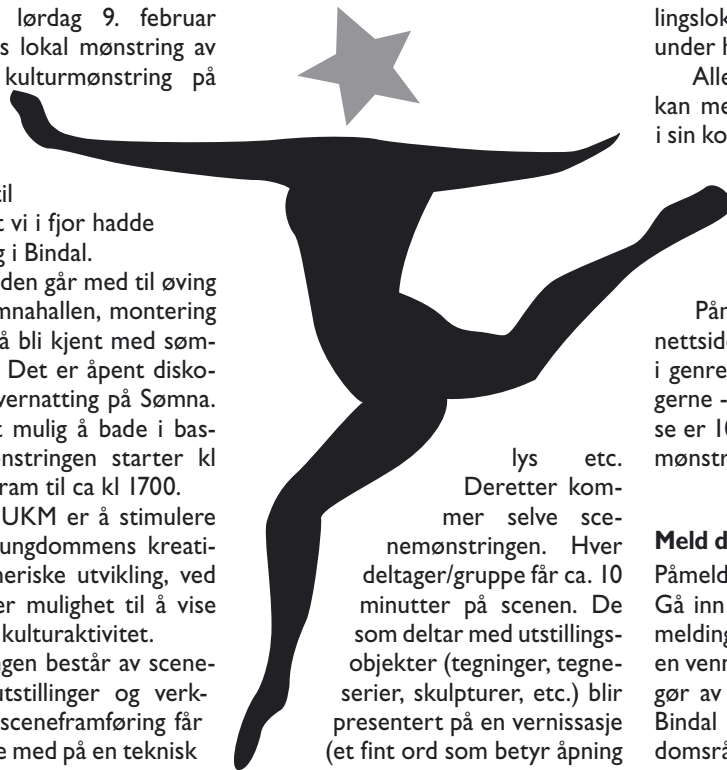 lørdag 9. februar
s lokal mønstring av
kulturmønstring på
til
t vi i fjor hadde
g i Bindal.
den går med til øving
mnahallen, montering
å bli kjent med søm-
Det er åpent disko-
vernatting på Sømna.
t mulig å bade i bas-
nstringen starter kl
ram til ca kl 1700.
UKM er å stimulere
ungdommens kreati-
neriske utvikling, ved
er mulighet til å vise
kulturaktivitet.
ngen består av scene-
utstillinger og verk-
sceneframføring får
e med på en teknisk
lys etc.
Deretter kom-
mer selve sce-
nemønstringen. Hver
deltager/gruppe får ca. 10
minutter på scenen. De
som deltar med utstillings-
objekter (tegninger, tegne-
serier, skulpturer, etc.) blir
presentert på en vernissasje
(et fint ord som betyr åpning
lingslok
under h
Alle
kan me
i sin ko
Pån
nettside
i genre
gerne -
se er 10
mønstr
Meld d
Påmeld
Gå inn
melding
en venn
gør av
Bindal
domsrå